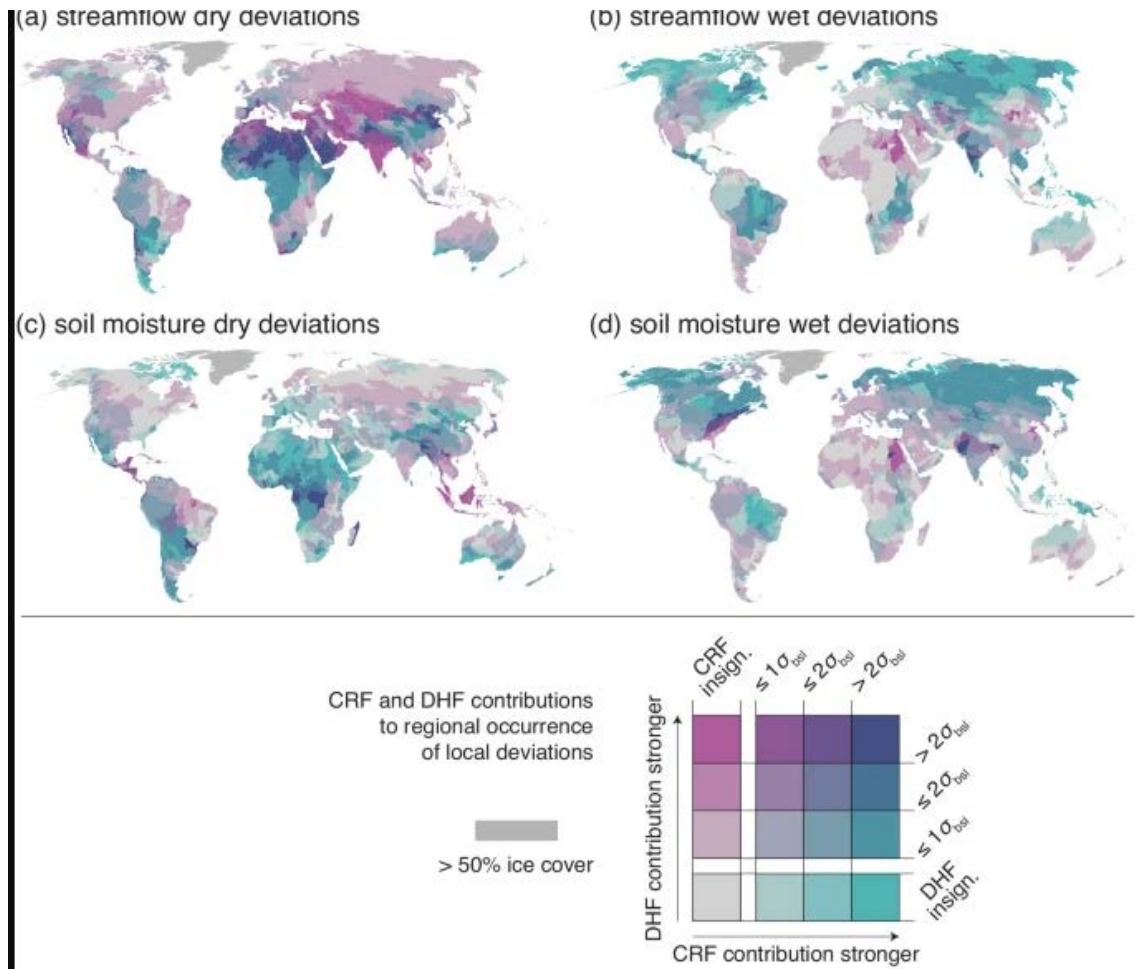 (a) streamflow dry deviations
(b) streamflow wet deviations
(c) soil moisture dry deviations
(d) soil moisture wet deviations
CRF and DHF contributions
to regional occurrence
of local deviations
> 50% ice cover
CRF
insign.
≤ 1σbsl
≤ 2σbsl
> 2σbsl
> 2σbsl
≤ 2σbsl
≤ 1σbsl
DHF
insign.
DHF contribution stronger
CRF contribution stronger